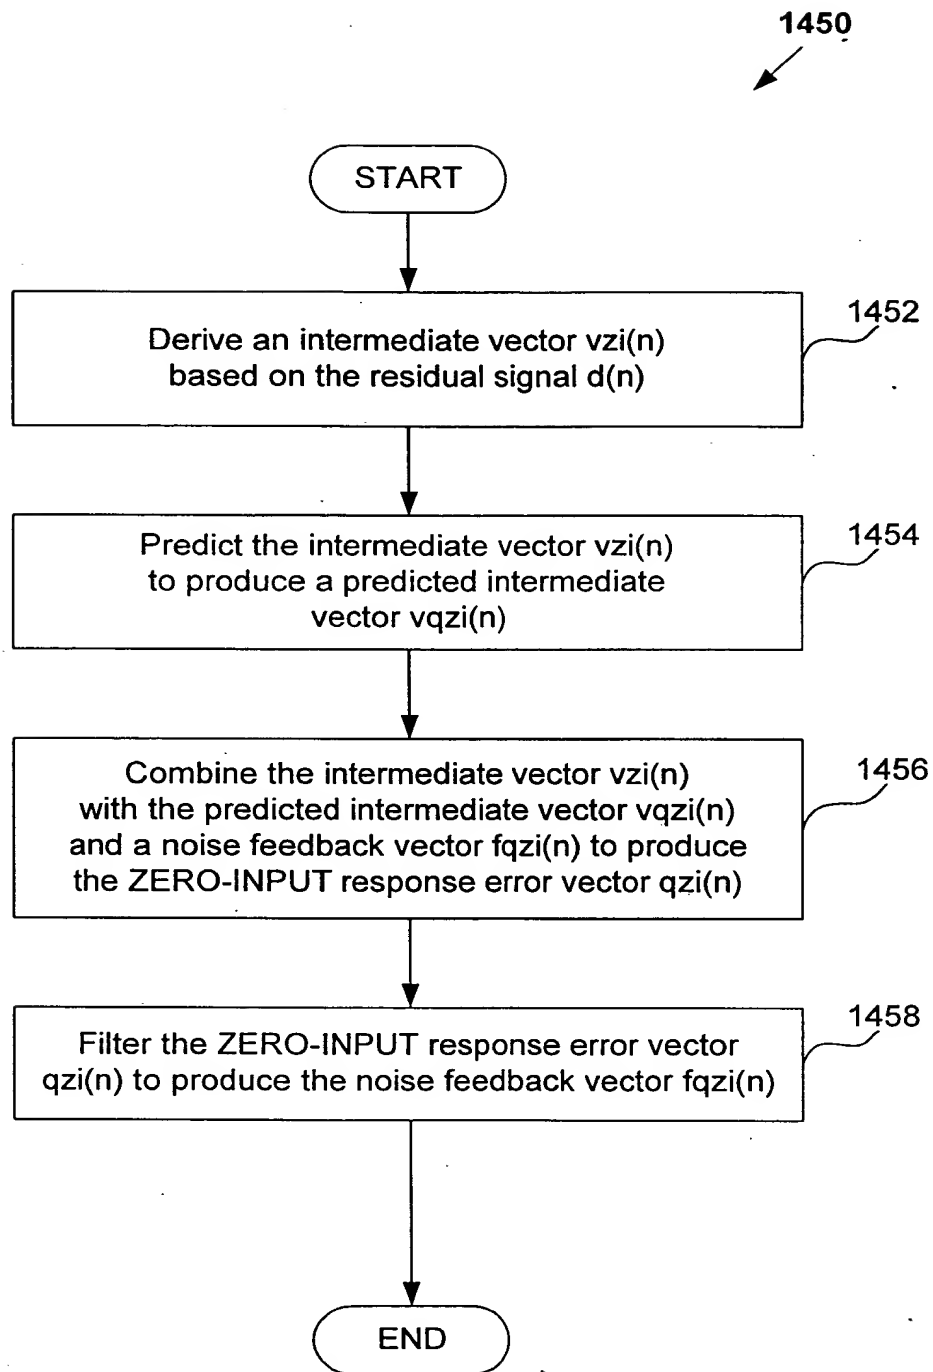 1450
START
1452
Derive an intermediate vector vzi(n)
based on the residual signal d(n)
1454
Predict the intermediate vector vzi(n)
to produce a predicted intermediate
vector vqzi(n)
1456
Combine the intermediate vector vzi(n)
with the predicted intermediate vector vqzi(n)
and a noise feedback vector fqzi(n) to produce
the ZERO-INPUT response error vector qzi(n)
1458
Filter the ZERO-INPUT response error vector
qzi(n) to produce the noise feedback vector fqzi(n)
END